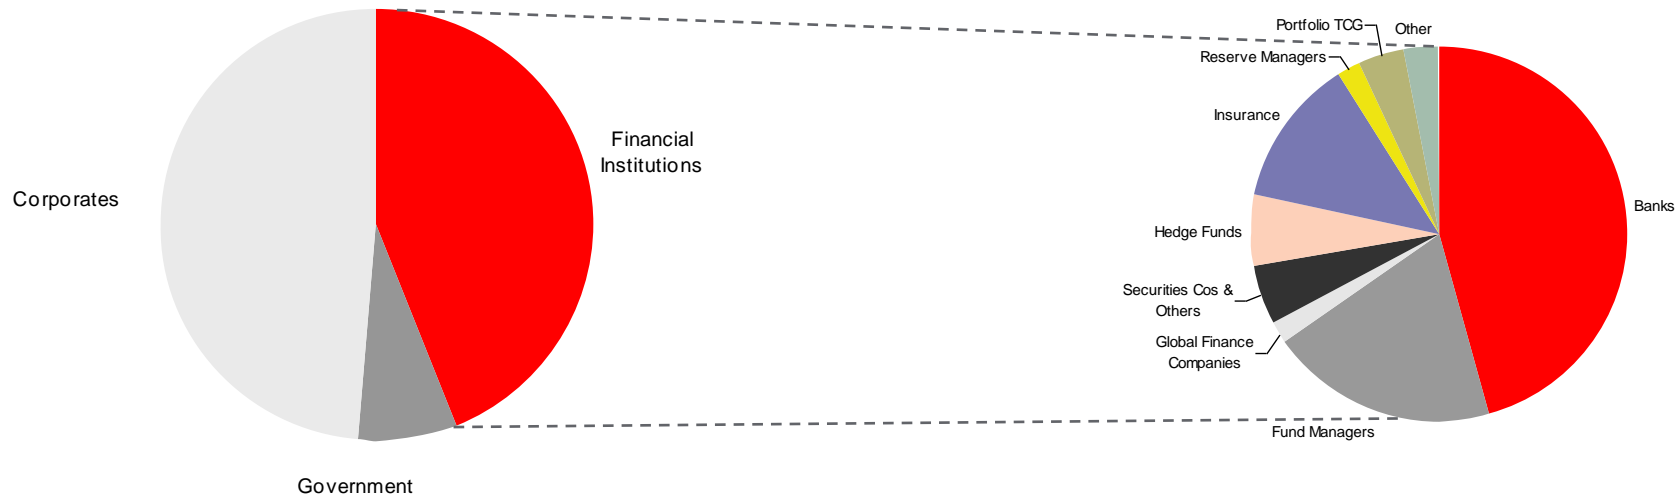 Corporates
Financial
Institutions
Government
Portfolio TCG
Other
Reserve Managers
Insurance
Banks
Hedge Funds
Securities Cos &
Others
Global Finance
Companies
Fund Managers